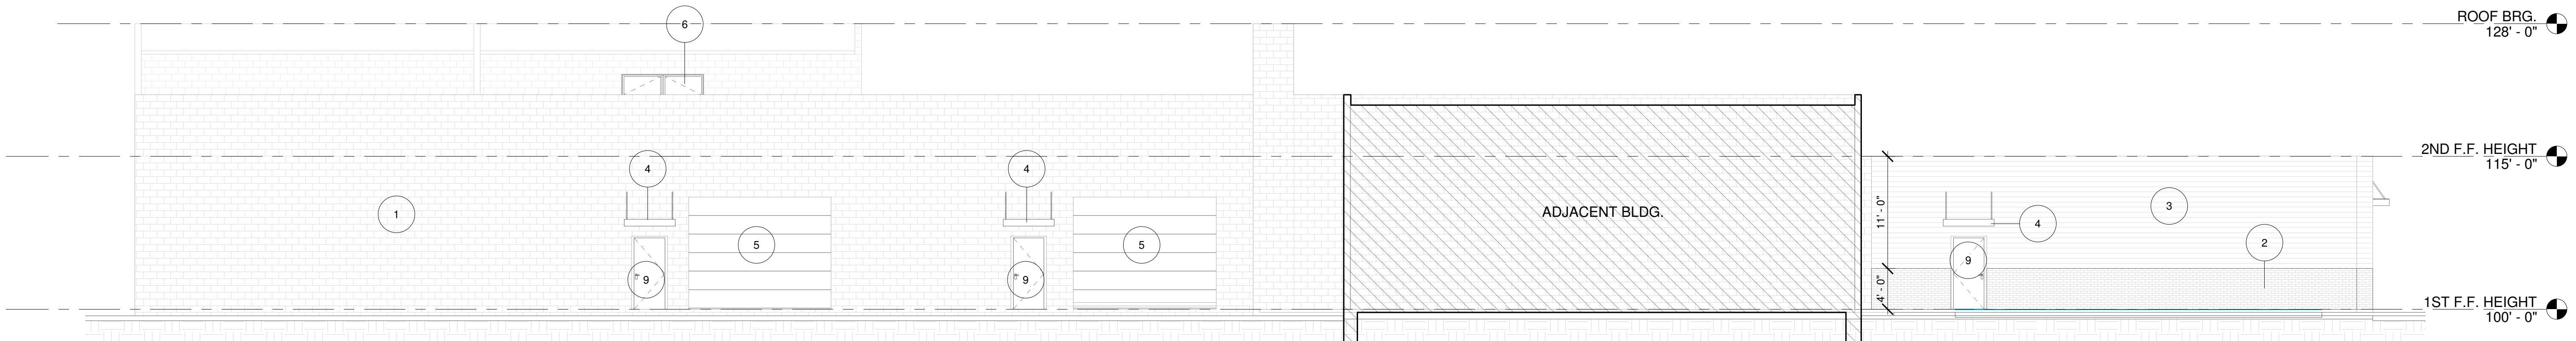 6
ROOF BRG.
128' - 0"
4
4
2ND F.F. HEIGHT
115' - 0"
1
ADJACENT BLDG.
11' - 0"
3
4
5
5
2
9
9
9
4' - 0"
1ST F.F. HEIGHT
100' - 0"